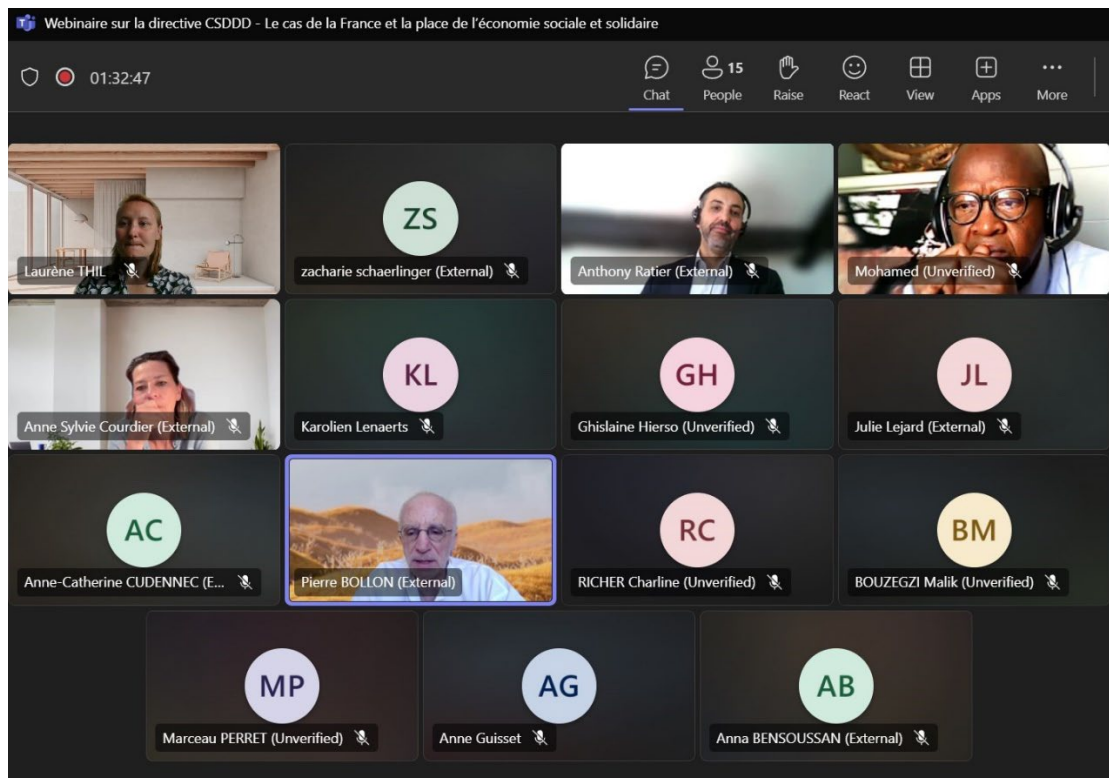 Webinaire sur la directive CSDDD - Le cas de la France et la place de l'économie sociale et solidaire
01:32:47
15
Chat People Raise React View Apps More
ZS
Laurène THIL zacharie schaerlinger (External) Anthony Ratier (External) Mohamed (Unverified)
KL GH JL
Anne Sylvie Courdier (External) Karolien Lenaerts Ghislaine Hierso (Unverified) Julie Lejard (External)
AC RC BM
Anne-Catherine CUDENNEC (E... Pierre BOLLON (External) RICHER Charline (Unverified) BOUZEGZI Malik (Unverified)
MP AG AB
Marceau PERRET (Unverified) Anne Guisset Anna BENSOUSSAN (External)